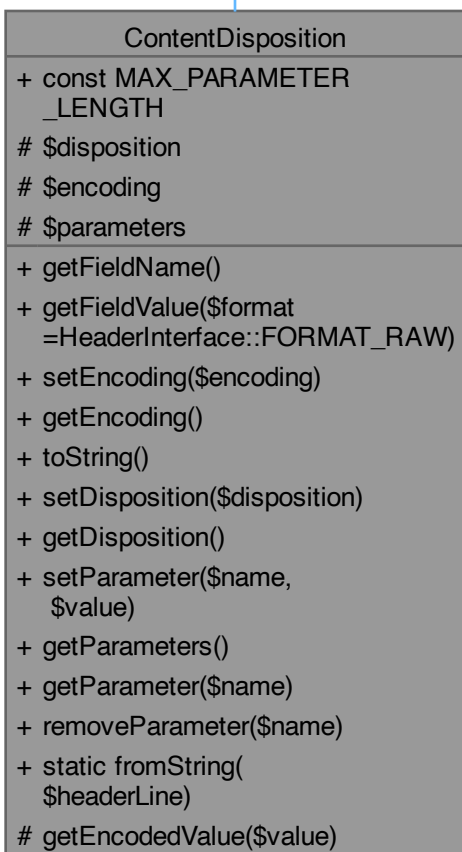 ContentDisposition
+ const MAX_PARAMETER
_LENGTH
# $disposition
# $encoding
# $parameters
+ getFieldName()
+ getFieldValue($format
=HeaderInterface::FORMAT_RAW)
+ setEncoding($encoding)
+ getEncoding()
+ toString()
+ setDisposition($disposition)
+ getDisposition()
+ setParameter($name,
$value)
+ getParameters()
+ getParameter($name)
+ removeParameter($name)
+ static fromString(
$headerLine)
# getEncodedValue($value)